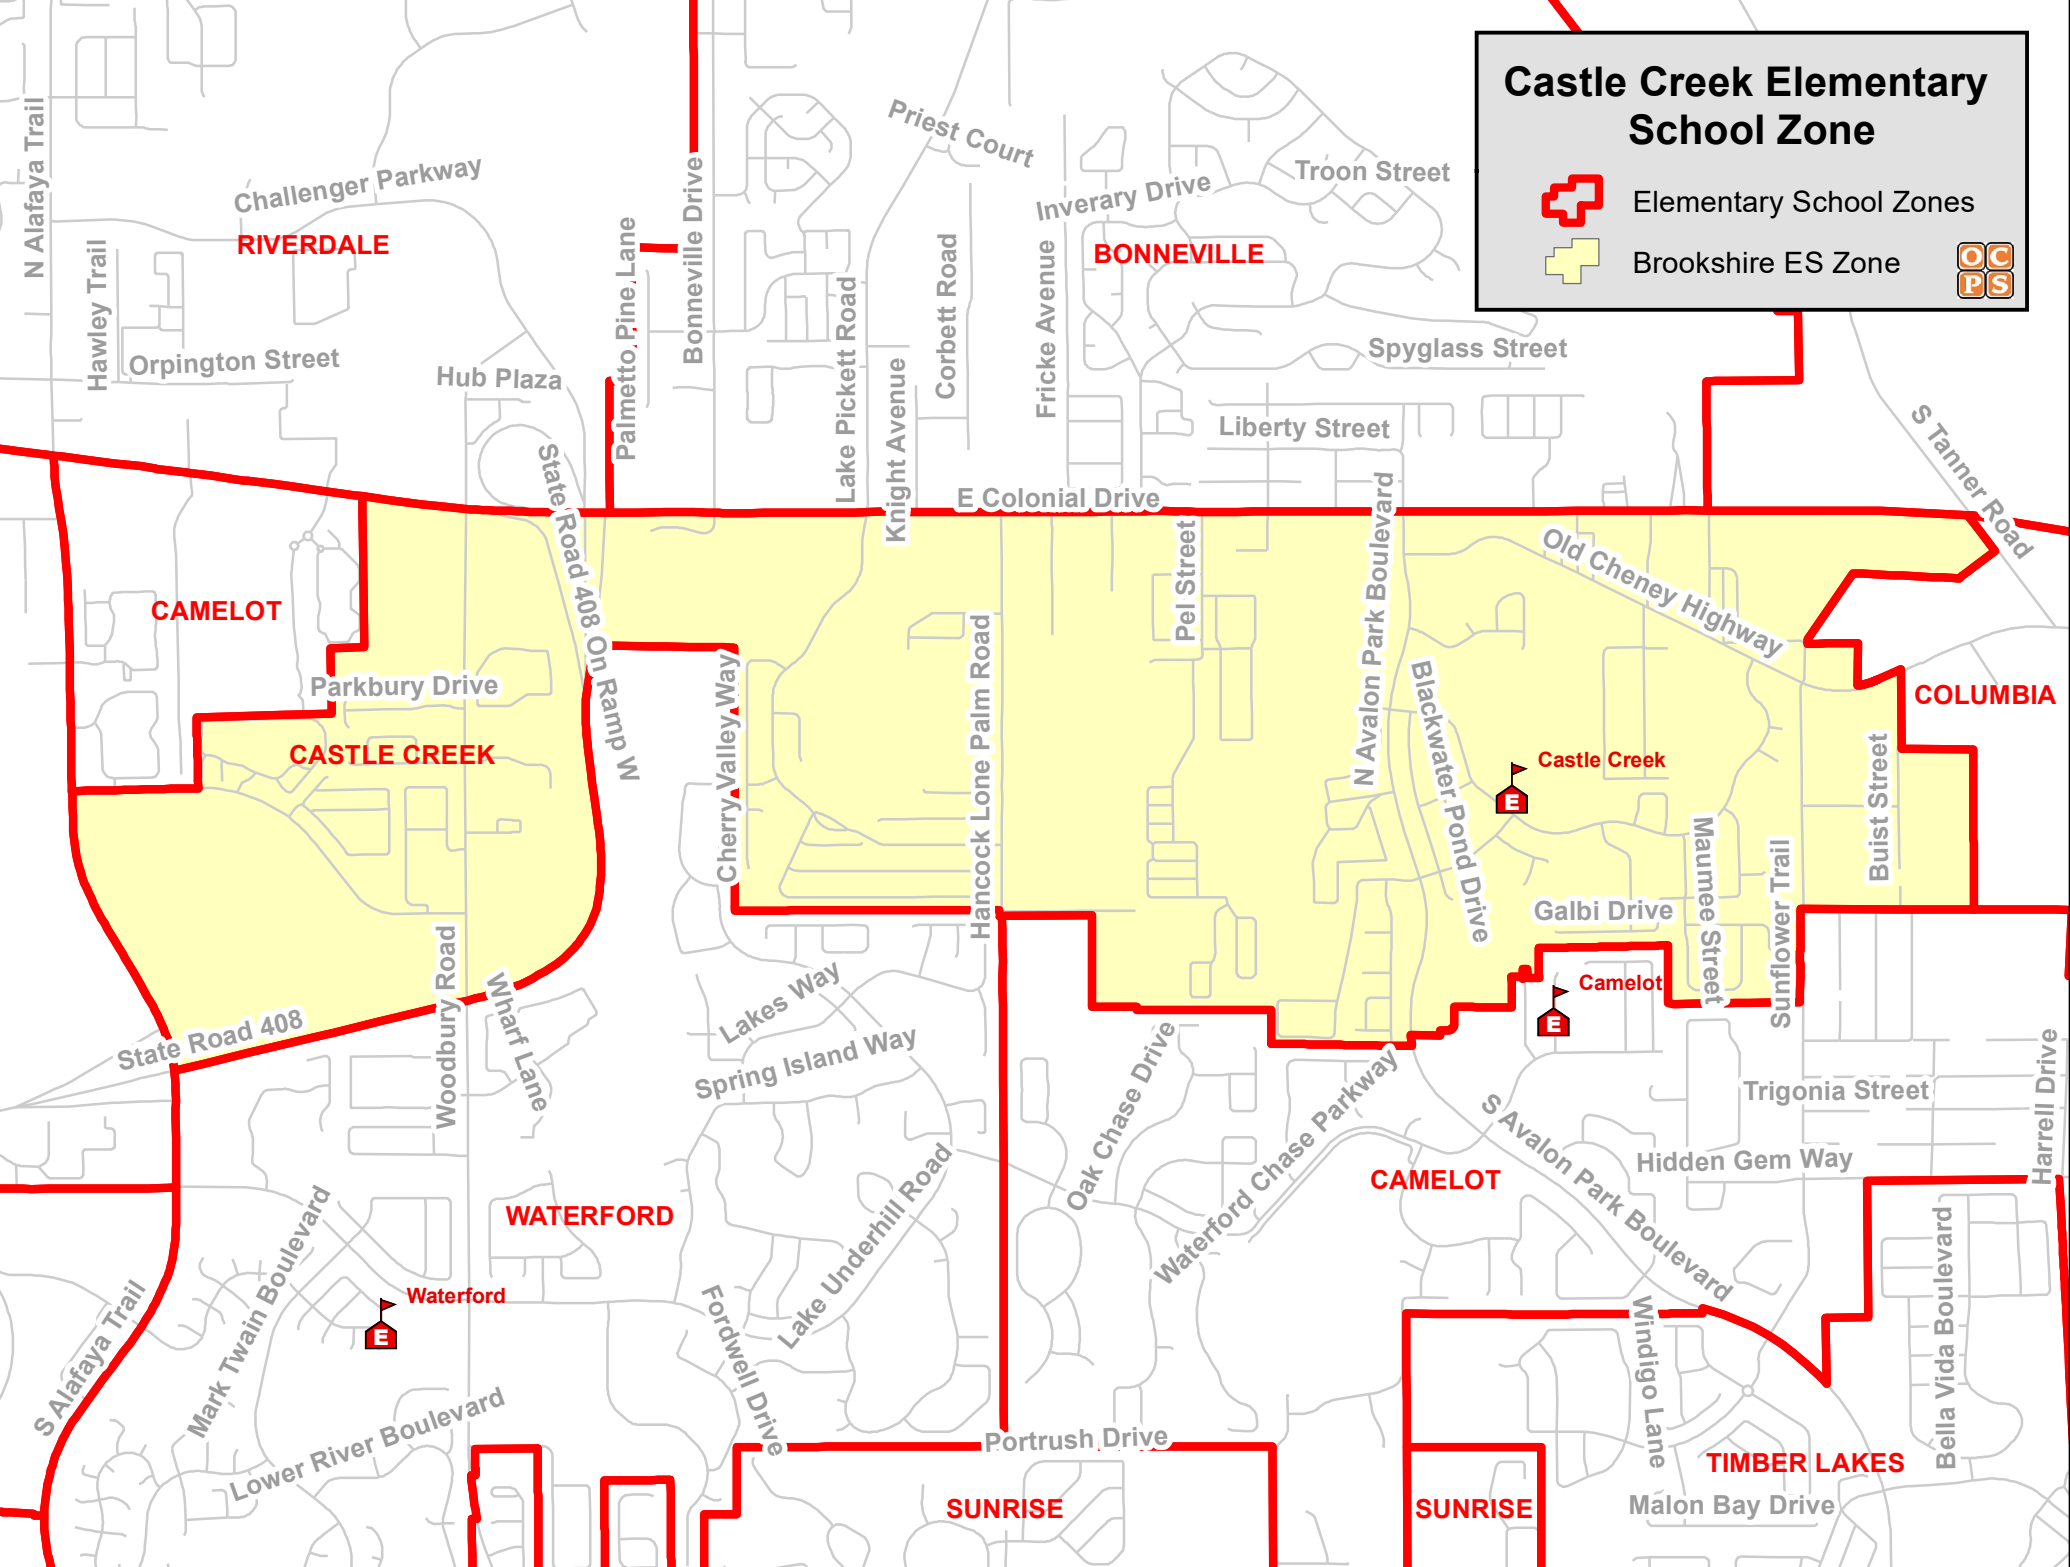 Castle Creek Elementary
School Zone
Elementary School Zones
Brookshire ES Zone
OC
PS
N Alafaya Trail
Challenger Parkway
RIVERDALE
Hawley Trail
Orpington Street
Hub Plaza
Palmetto Pine Lane
Bonneville Drive
Priest Court
Inverary Drive
Troon Street
BONNEVILLE
Lake Pickett Road
Knight Avenue
Corbett Road
Fricke Avenue
Spyglass Street
Liberty Street
S Tanner Road
E Colonial Drive
State Road 408 On Ramp W
CAMELOT
Parkbury Drive
CASTLE CREEK
Pel Street
N Avalon Park Boulevard
Old Cheney Highway
COLUMBIA
Cherry Valley Way
Hancock Lone Palm Road
Blackwater Pond Drive
Castle Creek
E
Maumee Street
Sunflower Trail
Buist Street
Galbi Drive
Camelot
E
Woodbury Road
Wharf Lane
State Road 408
Lakes Way
Spring Island Way
Oak Chase Drive
Waterford Chase Parkway
S Avalon Park Boulevard
Trigonia Street
Harrell Drive
Hidden Gem Way
CAMELOT
WATERFORD
Lake Underhill Road
Mark Twain Boulevard
S Alafaya Trail
Waterford
E
Fordwell Drive
Lower River Boulevard
Portrush Drive
Windigo Lane
Bella Vida Boulevard
TIMBER LAKES
Malon Bay Drive
SUNRISE
SUNRISE